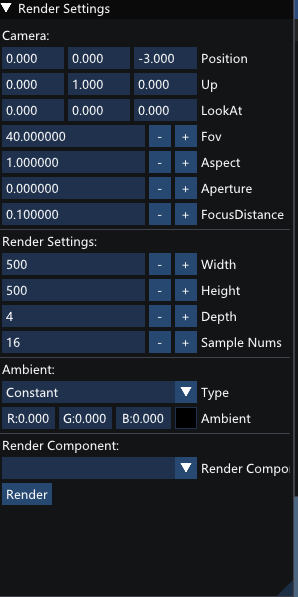 Render Settings
Camera:
0.000 0.000 -3.000 Position
0.000 1.000 0.000 Up
0.000 0.000 0.000 LookAt
40.000000 - + Fov
1.000000 - + Aspect
0.000000 - + Aperture
0.100000 - + FocusDistance
Render Settings:
500 - + Width
500 - + Height
4 - + Depth
16 - + Sample Nums
Ambient:
Constant Type
R:0.000 G:0.000 B:0.000 Ambient
Render Component:
Render Compo
Render